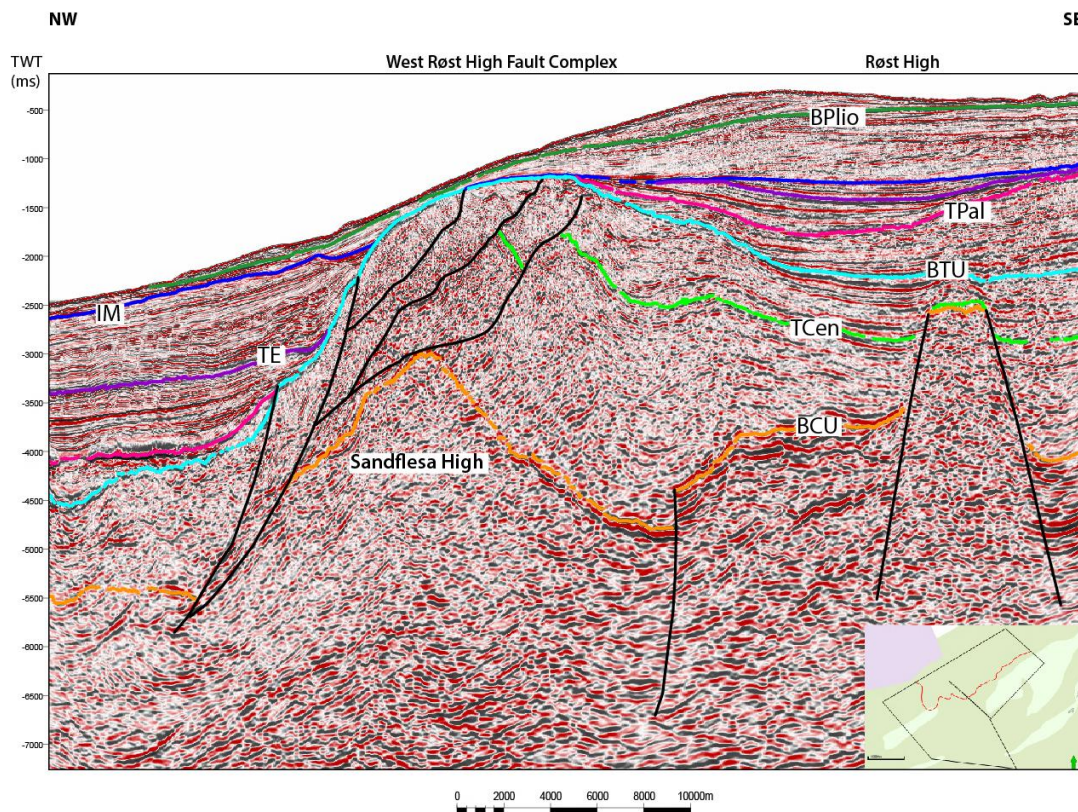 NW
SE
TWT
(ms)
West Røst High Fault Complex
Røst High
-500
-1000
-1500
-2000
-2500
-3000
-3500
-4000
-4500
-5000
-5500
-6000
-6500
-7000
BPlio
TPal
BTU
IM
TCen
TE
BCU
Sandflesa High
0
2000
4000
6000
8000
10000m